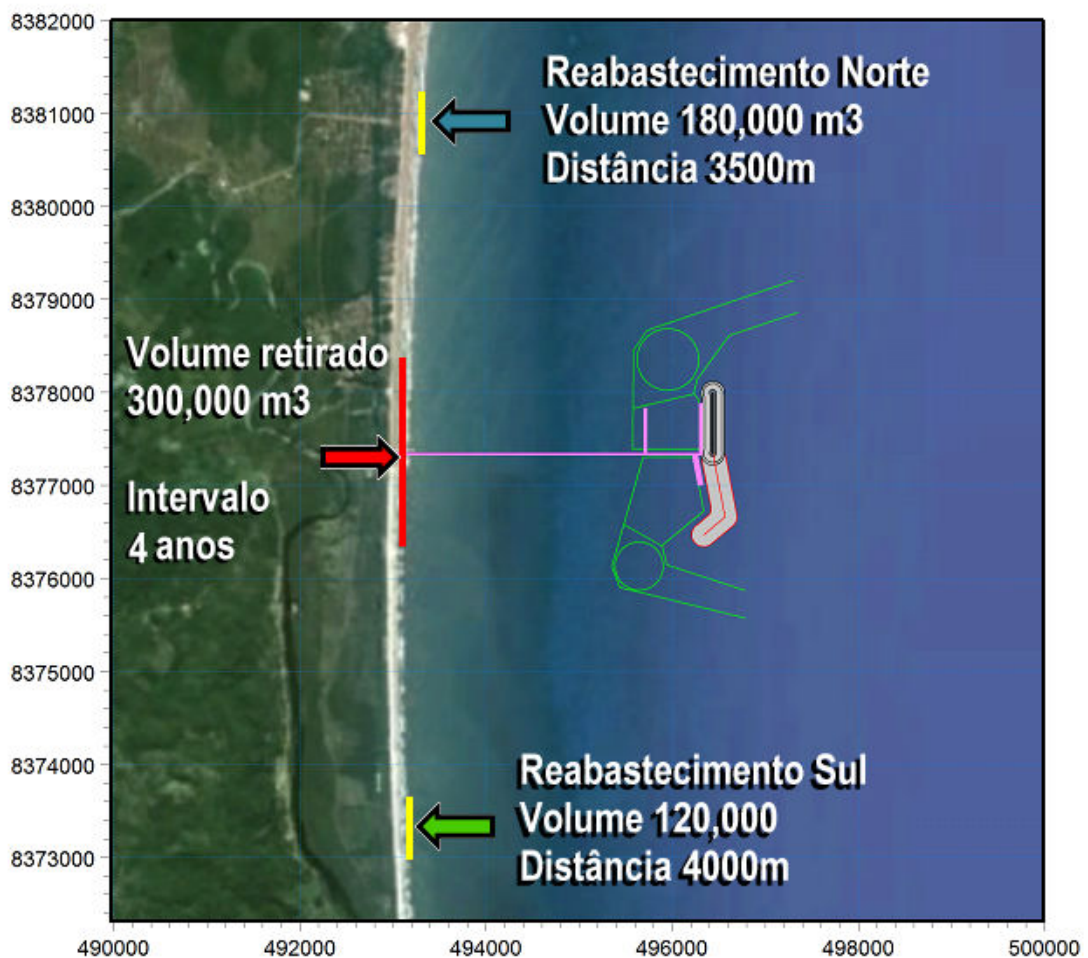 8382000
Reabastecimento Norte
Volume 180,000 m3
Distância 3500m
8381000
8380000
8379000
Volume retirado
300,000 m3
8378000
Intervalo
4 anos
8377000
8376000
8375000
8374000
Reabastecimento Sul
Volume 120,000
Distância 4000m
8373000
490000 492000 494000 496000 498000 500000